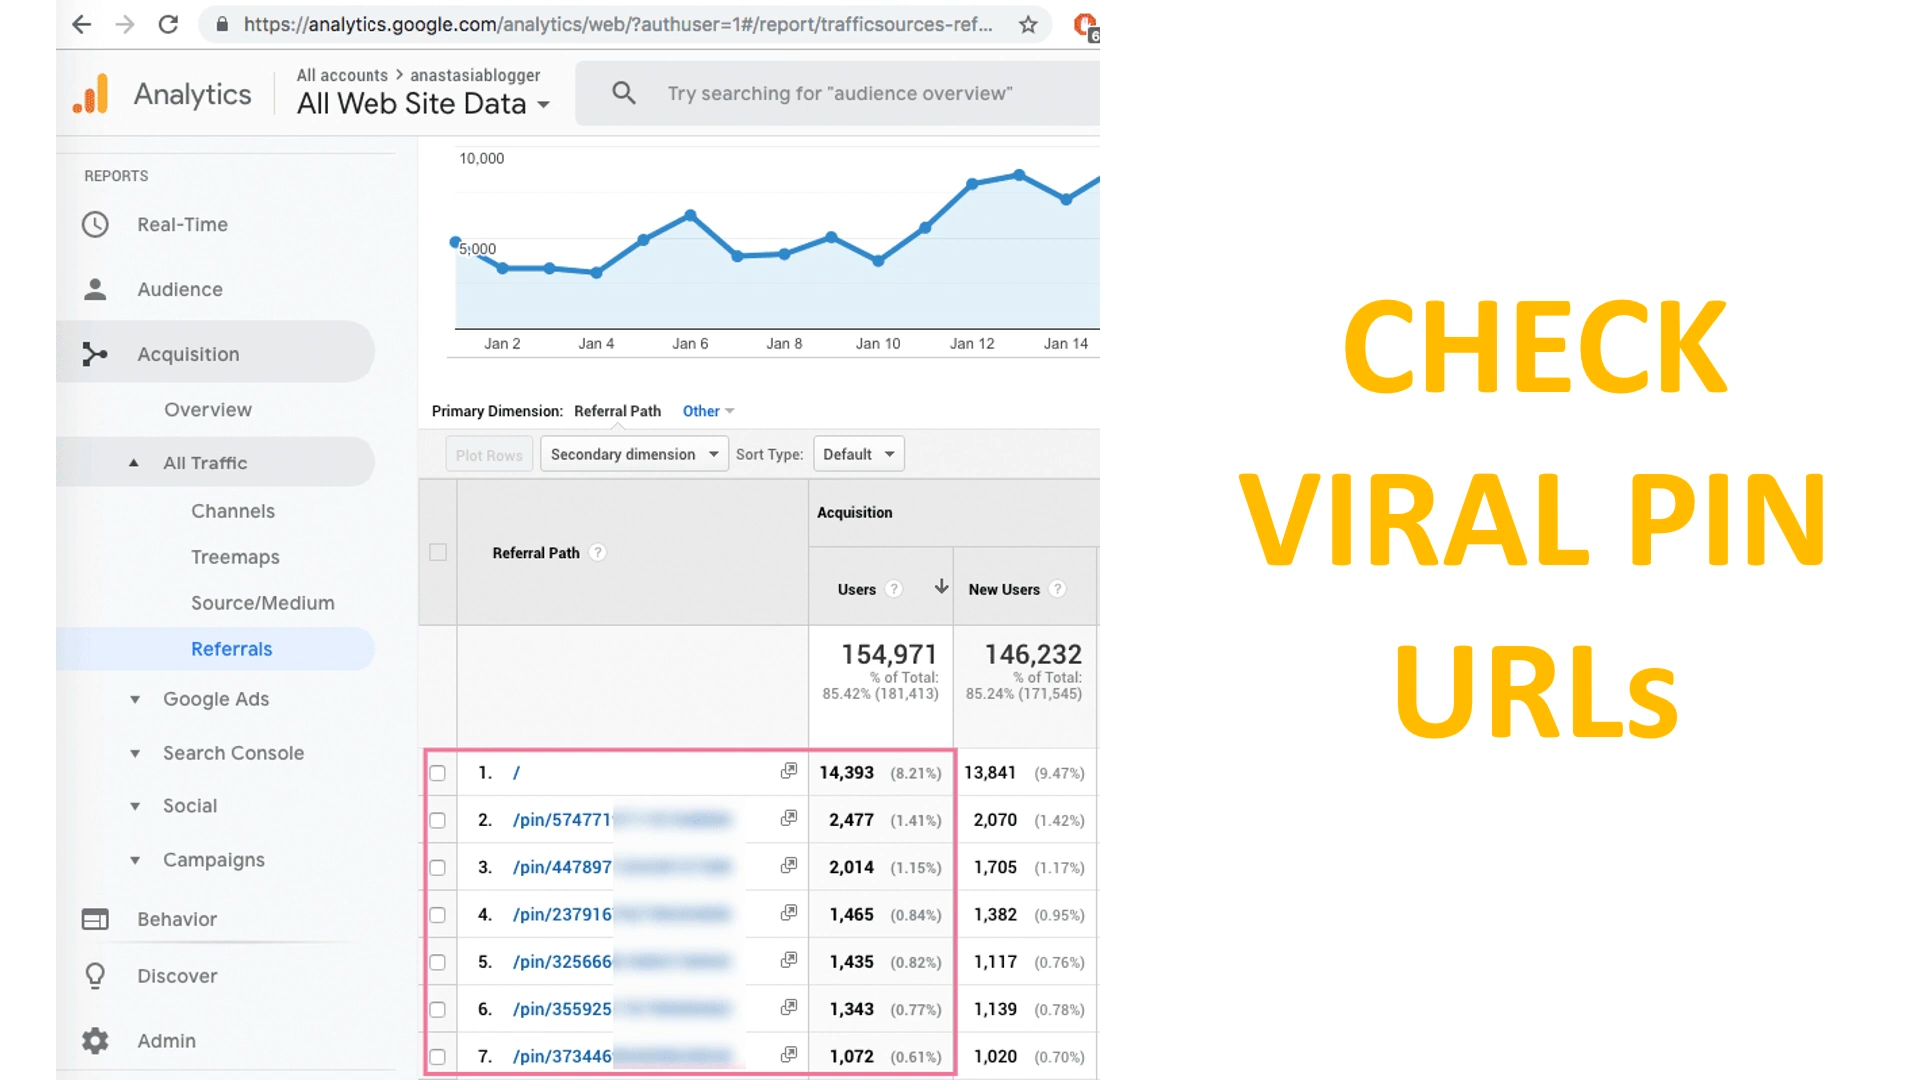 https://analytics.google.com/analytics/web/?authuser=1#/report/trafficsources-ref...
6
Analytics
All accounts > anastasiablogger
All Web Site Data
Try searching for "audience overview"
REPORTS
Real-Time
Audience
Acquisition
Overview
All Traffic
Channels
Treemaps
Source/Medium
Referrals
Google Ads
Search Console
Social
Campaigns
Behavior
Discover
Admin
10,000
5,000
Jan 2 Jan 4 Jan 6 Jan 8 Jan 10 Jan 12 Jan 14
Primary Dimension: Referral Path Other
Plot Rows Secondary dimension Sort Type: Default
Referral Path ?
Acquisition
Users ? New Users ?
154,971 146,232
% of Total: % of Total:
85.42% (181,413) 85.24% (171,545)
1. / 14,393 (8.21%) 13,841 (9.47%)
2. /pin/574771 2,477 (1.41%) 2,070 (1.42%)
3. /pin/447897 2,014 (1.15%) 1,705 (1.17%)
4. /pin/237916 1,465 (0.84%) 1,382 (0.95%)
5. /pin/325666 1,435 (0.82%) 1,117 (0.76%)
6. /pin/355925 1,343 (0.77%) 1,139 (0.78%)
7. /pin/373446 1,072 (0.61%) 1,020 (0.70%)
CHECK
VIRAL PIN
URLs